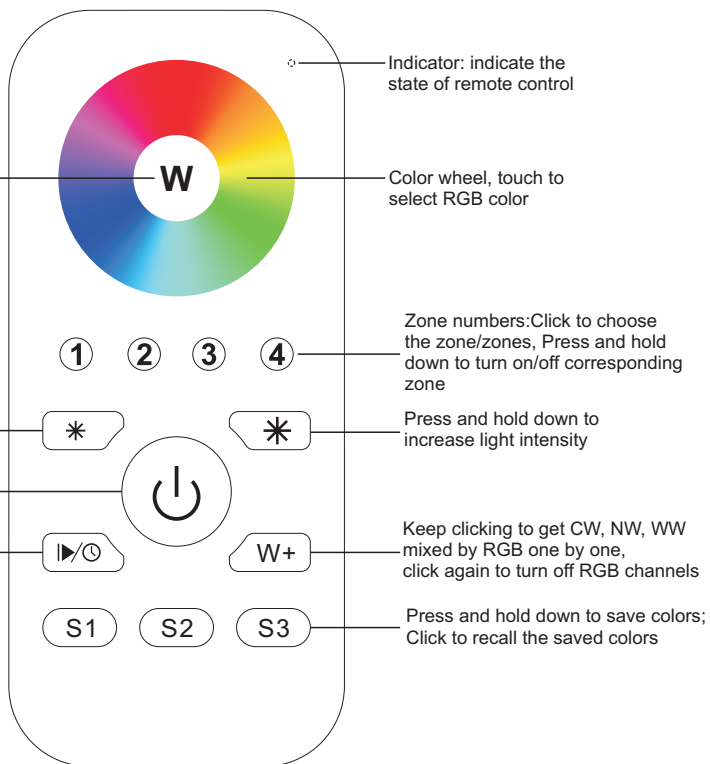 Indicator: indicate the
state of remote control
W
Color wheel, touch to
select RGB color
1 2 3 4
Zone numbers:Click to choose
the zone/zones, Press and hold
down to turn on/off corresponding
zone
Press and hold down to
increase light intensity
W+
Keep clicking to get CW, NW, WW
mixed by RGB one by one,
click again to turn off RGB channels
S1 S2 S3
Press and hold down to save colors;
Click to recall the saved colors